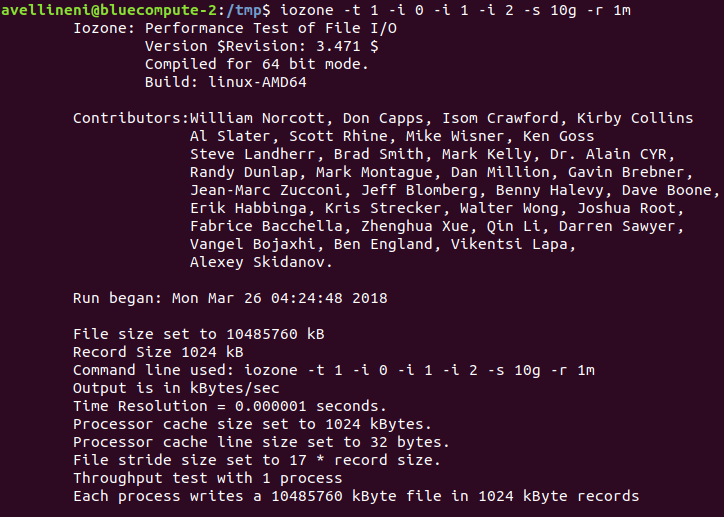 avellineni@bluecompute-2:/tmp$ iozone -t 1 -i 0 -i 1 -i 2 -s 10g -r 1m
Iozone: Performance Test of File I/O
Version $Revision: 3.471 $
Compiled for 64 bit mode.
Build: linux-AMD64
Contributors:William Norcott, Don Capps, Isom Crawford, Kirby Collins
Al Slater, Scott Rhine, Mike Wisner, Ken Goss
Steve Landherr, Brad Smith, Mark Kelly, Dr. Alain CYR,
Randy Dunlap, Mark Montague, Dan Million, Gavin Brebner,
Jean-Marc Zucconi, Jeff Blomberg, Benny Halevy, Dave Boone,
Erik Habbinga, Kris Strecker, Walter Wong, Joshua Root,
Fabrice Bacchella, Zhenghua Xue, Qin Li, Darren Sawyer,
Vangel Bojaxhi, Ben England, Vikentsi Lapa,
Alexey Skidanov.
Run began: Mon Mar 26 04:24:48 2018
File size set to 10485760 kB
Record Size 1024 kB
Command line used: iozone -t 1 -i 0 -i 1 -i 2 -s 10g -r 1m
Output is in kBytes/sec
Time Resolution = 0.000001 seconds.
Processor cache size set to 1024 kBytes.
Processor cache line size set to 32 bytes.
File stride size set to 17 * record size.
Throughput test with 1 process
Each process writes a 10485760 kByte file in 1024 kByte records